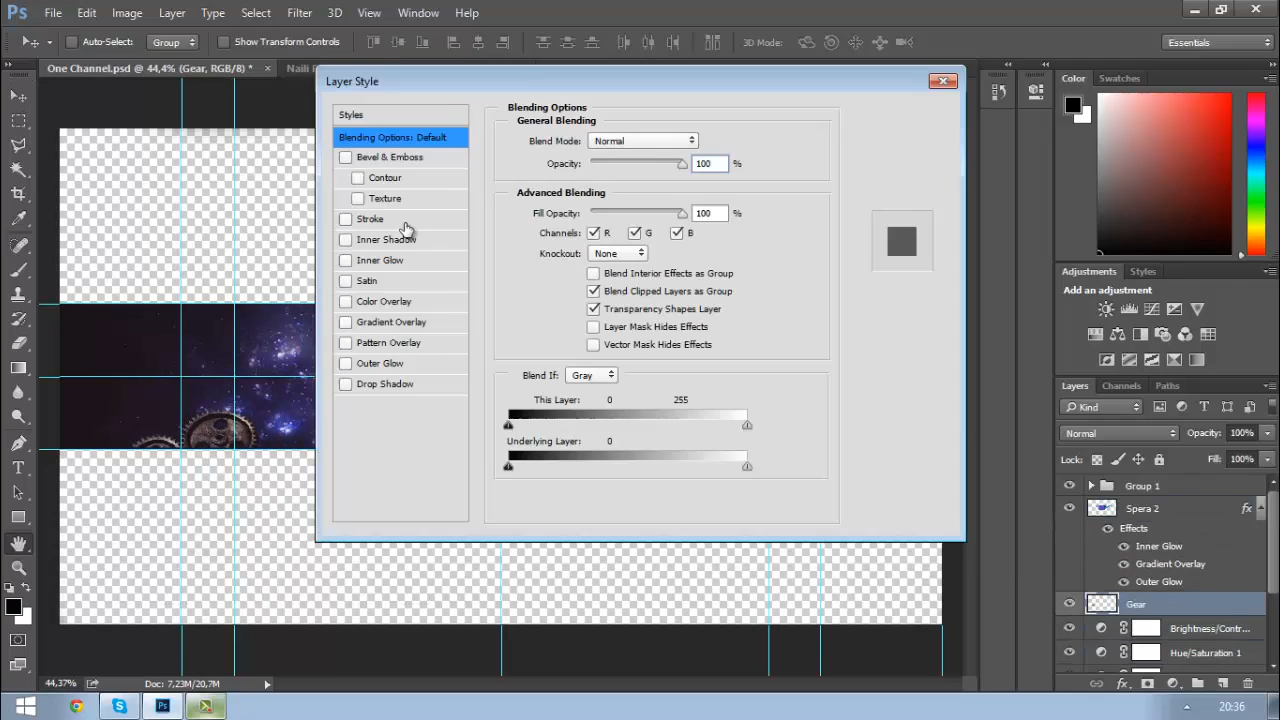 Ps File Edit Image Layer Type Select Filter 3D View Window Help
Auto-Select: Group Show Transform Controls 3D Mode: Essentials
One Channel.psd @ 44,4% (Gear, RGB/8) * × Naili P
Layer Style
Styles
Blending Options: Default
Bevel & Emboss
Contour
Texture
Stroke
Inner Shadow
Inner Glow
Satin
Color Overlay
Gradient Overlay
Pattern Overlay
Outer Glow
Drop Shadow
Blending Options
General Blending
Blend Mode: Normal
Opacity: 100 %
Advanced Blending
Fill Opacity: 100 %
Channels: R G B
Knockout: None
Blend Interior Effects as Group
Blend Clipped Layers as Group
Transparency Shapes Layer
Layer Mask Hides Effects
Vector Mask Hides Effects
Blend If: Gray
This Layer: 0 255
Underlying Layer: 0
Color Swatches
Adjustments Styles
Add an adjustment
Layers Channels Paths
Kind
Normal Opacity: 100%
Lock: Fill: 100%
Group 1
Spera 2 fx
Effects
Inner Glow
Gradient Overlay
Outer Glow
Gear
Brightness/Contr...
Hue/Saturation 1
44,37% Doc: 7,23M/20,7M
20:36